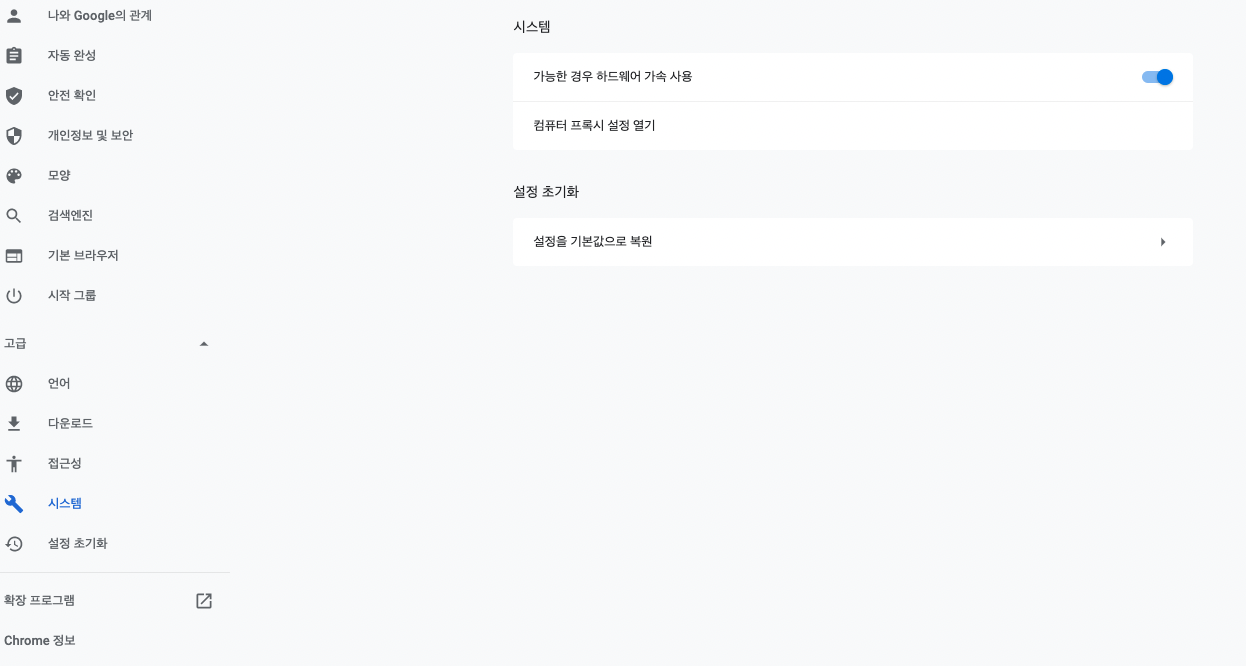 나와 Google의 관계
자동 완성
안전 확인
개인정보 및 보안
모양
검색엔진
기본 브라우저
시작 그룹
고급
언어
다운로드
접근성
시스템
설정 초기화
확장 프로그램
Chrome 정보
시스템
가능한 경우 하드웨어 가속 사용
컴퓨터 프록시 설정 열기
설정 초기화
설정을 기본값으로 복원